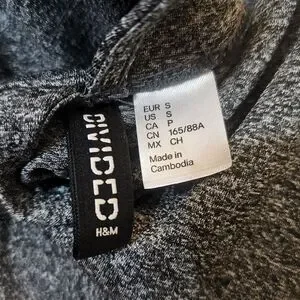 DIVIDED
H&M
EUR S
US S
CA P
CN 165/88A
MX CH
Made in
Cambodia